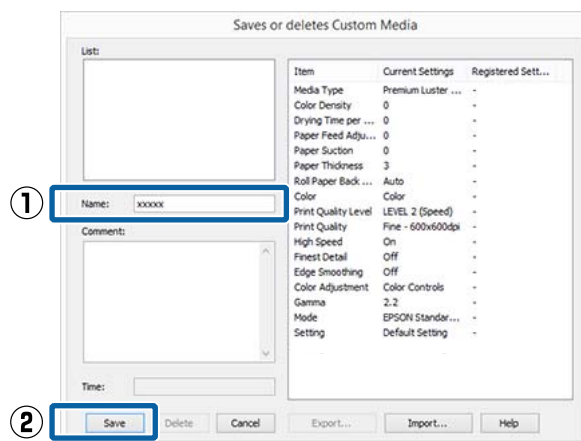 Saves or deletes Custom Media
List:
Item Current Settings Registered Sett...
Media Type Premium Luster ... -
Color Density 0 -
Drying Time per ... 0 -
Paper Feed Adju... 0 -
Paper Suction 0 -
Paper Thickness 3 -
Roll Paper Back ... Auto -
Color Color -
Print Quality Level LEVEL 2 (Speed) -
Print Quality Fine - 600x600dpi -
High Speed On -
Finest Detail Off -
Edge Smoothing Off -
Color Adjustment Color Controls -
Gamma 2.2 -
Mode EPSON Standar... -
Setting Default Setting -
① Name: xxxxx
Comment:
Time:
② Save Delete Cancel Export... Import... Help